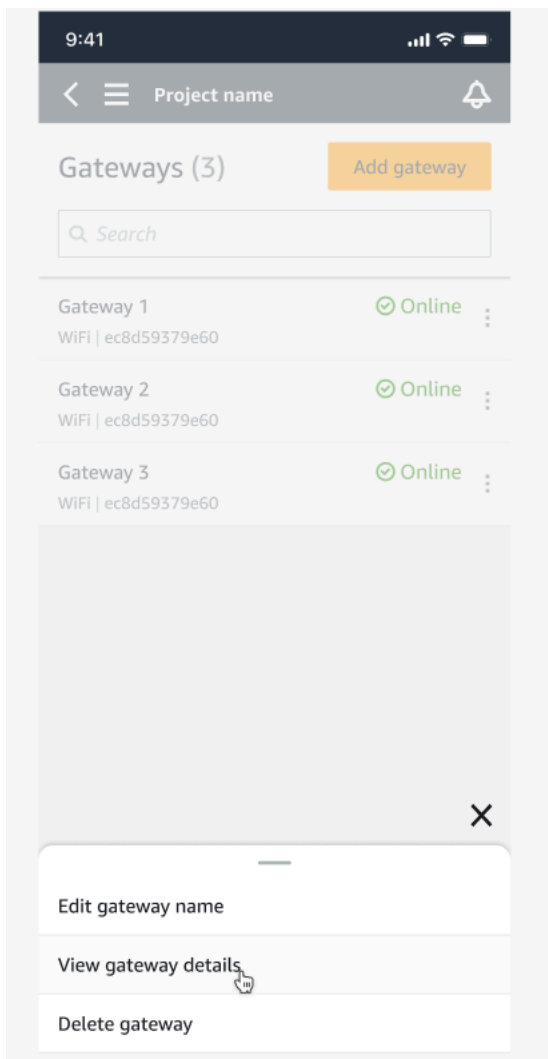 9:41
Project name
Gateways (3)
Add gateway
Search
Gateway 1
Online
WiFi | ec8d59379e60
Gateway 2
Online
WiFi | ec8d59379e60
Gateway 3
Online
WiFi | ec8d59379e60
Edit gateway name
View gateway details
Delete gateway